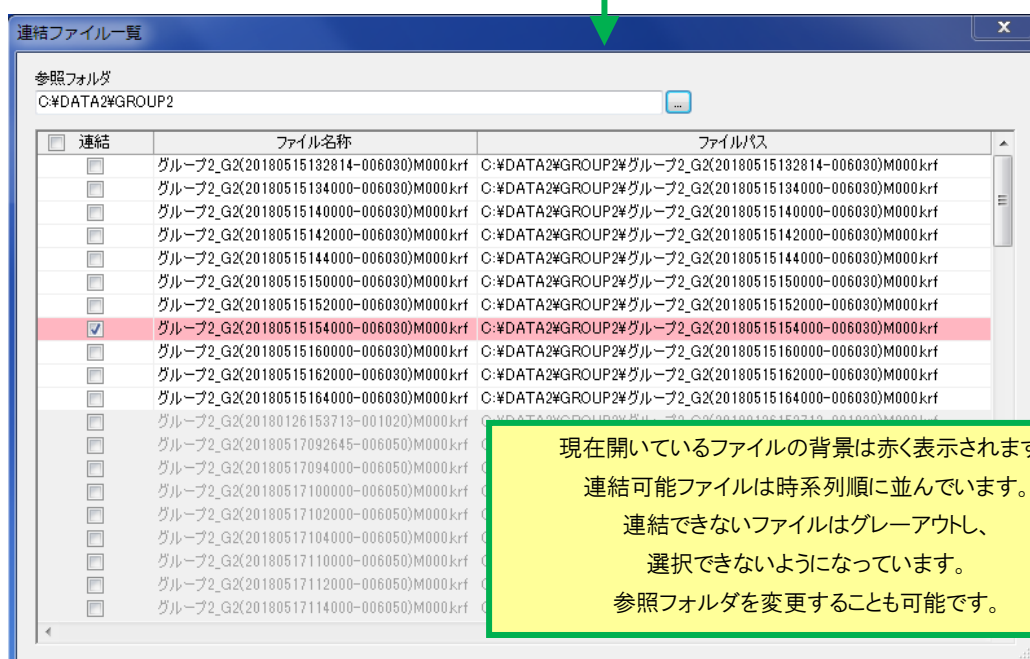 連結ファイル一覧
x
参照フォルダ
C:¥DATA2¥GROUP2
...
連結 ファイル名称 ファイルパス
グループ2_G2(20180515132814-006030)M000.krf C:¥DATA2¥GROUP2¥グループ2_G2(20180515132814-006030)M000.krf
グループ2_G2(20180515134000-006030)M000.krf C:¥DATA2¥GROUP2¥グループ2_G2(20180515134000-006030)M000.krf
グループ2_G2(20180515140000-006030)M000.krf C:¥DATA2¥GROUP2¥グループ2_G2(20180515140000-006030)M000.krf
グループ2_G2(20180515142000-006030)M000.krf C:¥DATA2¥GROUP2¥グループ2_G2(20180515142000-006030)M000.krf
グループ2_G2(20180515144000-006030)M000.krf C:¥DATA2¥GROUP2¥グループ2_G2(20180515144000-006030)M000.krf
グループ2_G2(20180515150000-006030)M000.krf C:¥DATA2¥GROUP2¥グループ2_G2(20180515150000-006030)M000.krf
グループ2_G2(20180515152000-006030)M000.krf C:¥DATA2¥GROUP2¥グループ2_G2(20180515152000-006030)M000.krf
グループ2_G2(20180515154000-006030)M000.krf C:¥DATA2¥GROUP2¥グループ2_G2(20180515154000-006030)M000.krf
グループ2_G2(20180515160000-006030)M000.krf C:¥DATA2¥GROUP2¥グループ2_G2(20180515160000-006030)M000.krf
グループ2_G2(20180515162000-006030)M000.krf C:¥DATA2¥GROUP2¥グループ2_G2(20180515162000-006030)M000.krf
グループ2_G2(20180515164000-006030)M000.krf C:¥DATA2¥GROUP2¥グループ2_G2(20180515164000-006030)M000.krf
グループ2_G2(20180126153713-001020)M000.krf
グループ2_G2(20180517092645-006050)M000.krf
グループ2_G2(20180517094000-006050)M000.krf
グループ2_G2(20180517100000-006050)M000.krf
グループ2_G2(20180517102000-006050)M000.krf
グループ2_G2(20180517104000-006050)M000.krf
グループ2_G2(20180517110000-006050)M000.krf
グループ2_G2(20180517112000-006050)M000.krf
グループ2_G2(20180517114000-006050)M000.krf
現在開いているファイルの背景は赤く表示されます
連結可能ファイルは時系列順に並んでいます。
連結できないファイルはグレーアウトし、
選択できないようになっています。
参照フォルダを変更することも可能です。